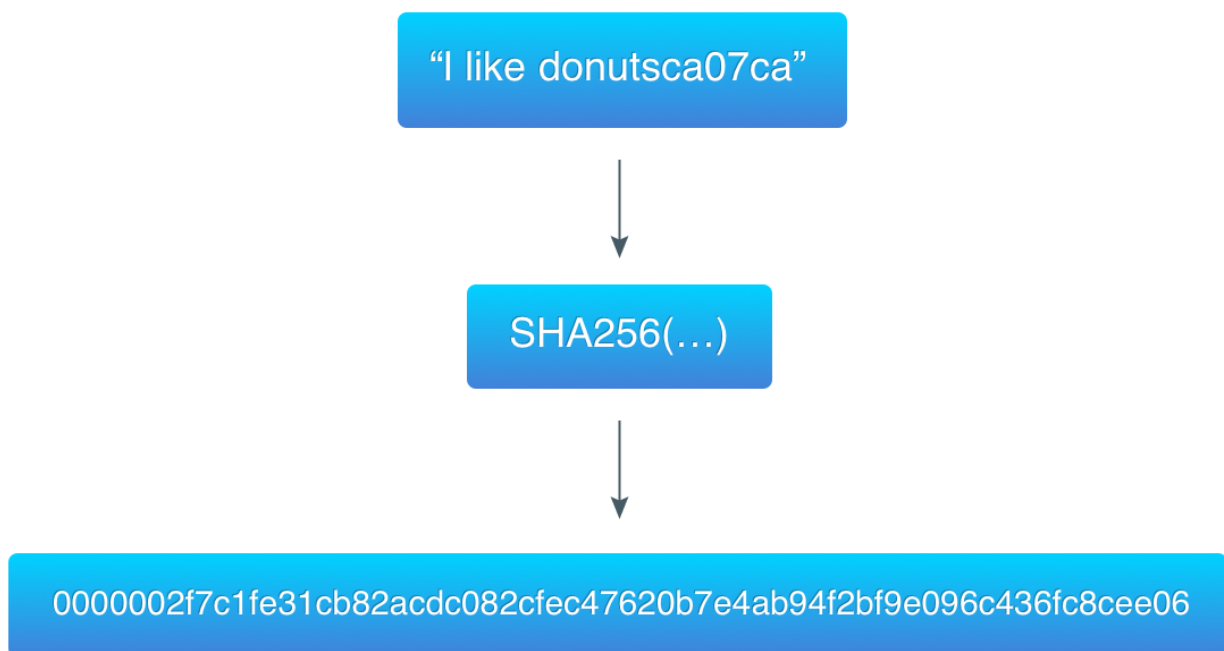 “I like donutsca07ca”
SHA256(…)
0000002f7c1fe31cb82acdc082cfec47620b7e4ab94f2bf9e096c436fc8cee06